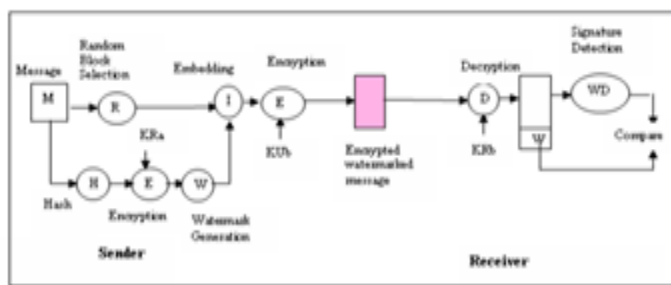 Signature
Detection
Random
Block
Selection
Message
Embedding
Encryption
Decryption
M
R
I
E
D
WD
KRa
KUb
KRb
W
Compare
Encrypted
watermarked
message
H
E
W
Hash
Encryption
Watermark
Generation
Sender
Receiver